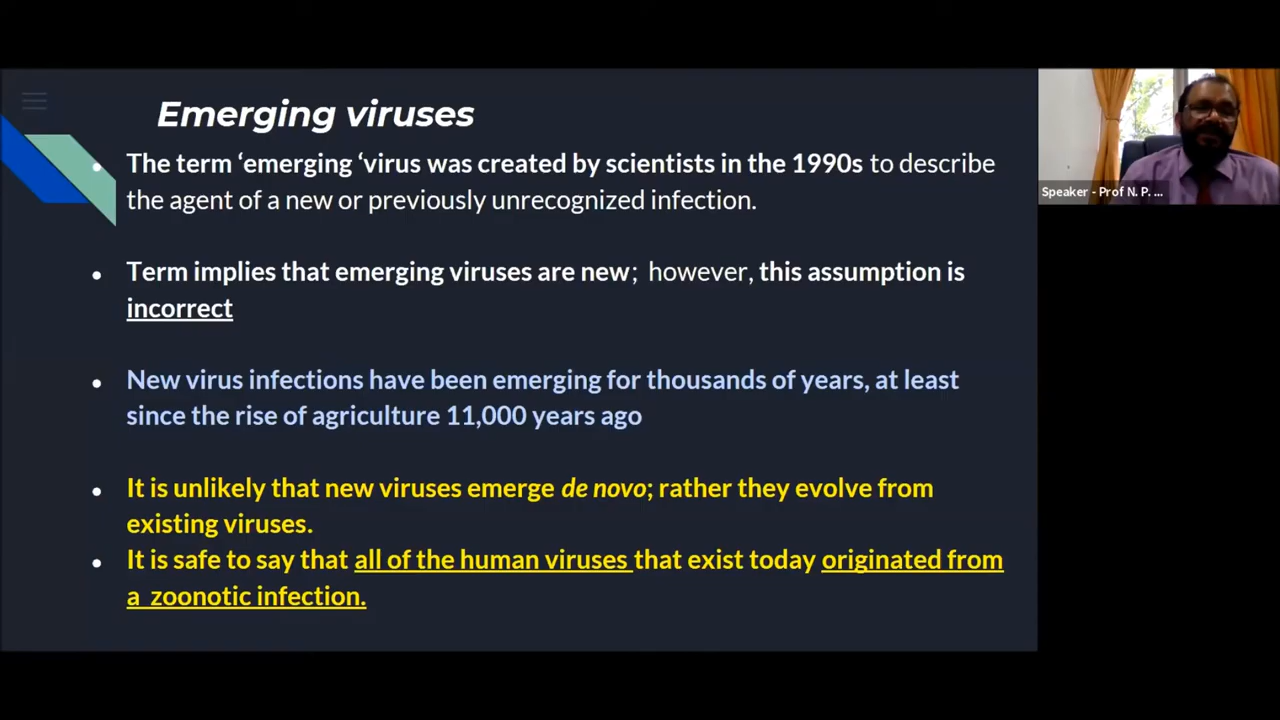 Emerging viruses
The term ‘emerging ‘virus was created by scientists in the 1990s to describe
the agent of a new or previously unrecognized infection.
Term implies that emerging viruses are new; however, this assumption is
incorrect
New virus infections have been emerging for thousands of years, at least
since the rise of agriculture 11,000 years ago
It is unlikely that new viruses emerge de novo; rather they evolve from
existing viruses.
It is safe to say that all of the human viruses that exist today originated from
a zoonotic infection.
Speaker - Prof N. P. ...